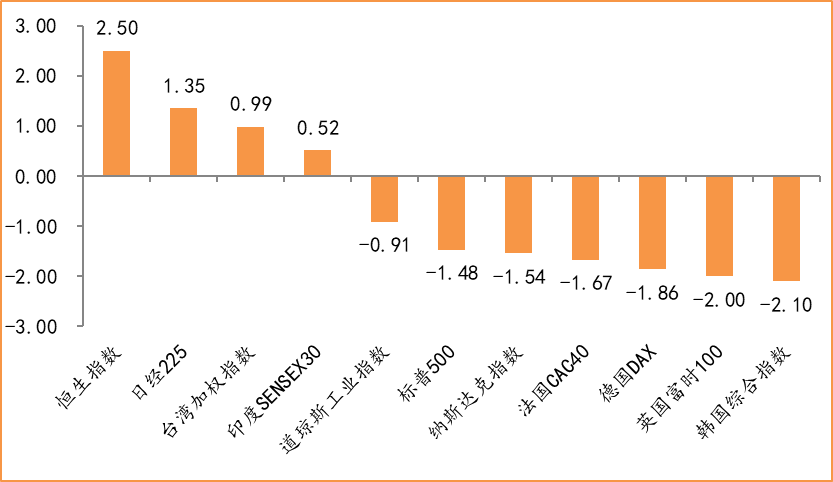 3.00
2.00
1.00
0.00
-1.00
-2.00
-3.00
2.50
1.35
0.99
0.52
-0.91
-1.48
-1.54
-1.67
-1.86
-2.00
-2.10
恒生指数
日经225
台湾加权指数
印度SENSEX30
道琼斯工业指数
标普500
纳斯达克指数
法国CAC40
德国DAX
英国富时100
韩国综合指数